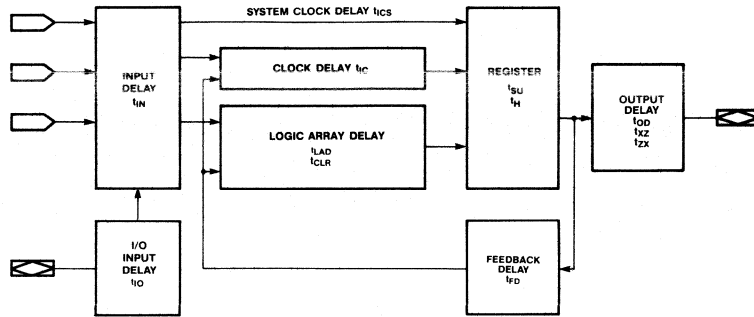 SYSTEM CLOCK DELAY tICS
INPUT
DELAY
tIN
CLOCK DELAY tIC
REGISTER
tSU
tH
LOGIC ARRAY DELAY
tLAD
tCLR
OUTPUT
DELAY
tOD
tXZ
tZX
I/O
INPUT
DELAY
tIO
FEEDBACK
DELAY
tFD